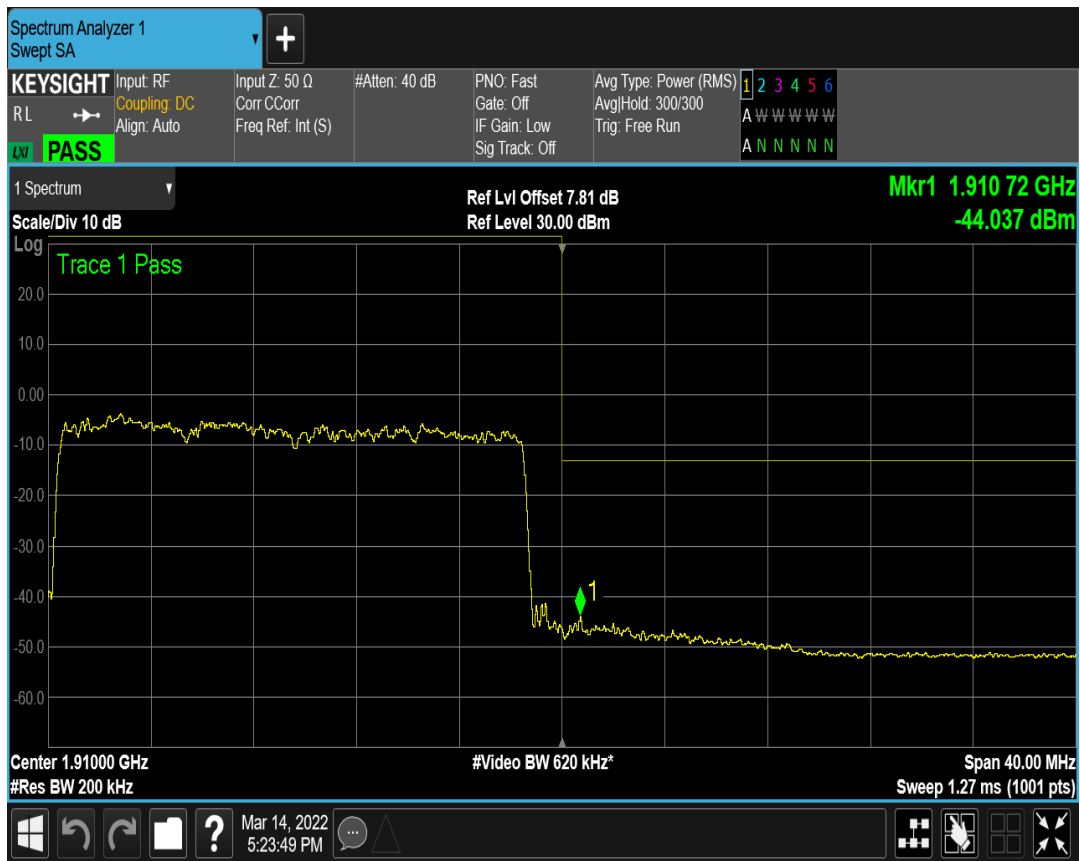 Spectrum Analyzer 1
Swept SA
+
KEYSIGHT
RL
LXI PASS
Input: RF
Coupling: DC
Align: Auto
Input Z: 50 Ω
Corr CCorr
Freq Ref: Int (S)
#Atten: 40 dB
PNO: Fast
Gate: Off
IF Gain: Low
Sig Track: Off
Avg Type: Power (RMS)
Avg|Hold: 300/300
Trig: Free Run
1 2 3 4 5 6
A W W W W W
A N N N N N
1 Spectrum
Scale/Div 10 dB
Ref Lvl Offset 7.81 dB
Ref Level 30.00 dBm
Mkr1 1.910 72 GHz
-44.037 dBm
Log
Trace 1 Pass
20.0
10.0
0.00
-10.0
-20.0
-30.0
-40.0
1
-50.0
-60.0
Center 1.91000 GHz
#Video BW 620 kHz*
Span 40.00 MHz
#Res BW 200 kHz
Sweep 1.27 ms (1001 pts)
?
Mar 14, 2022
5:23:49 PM